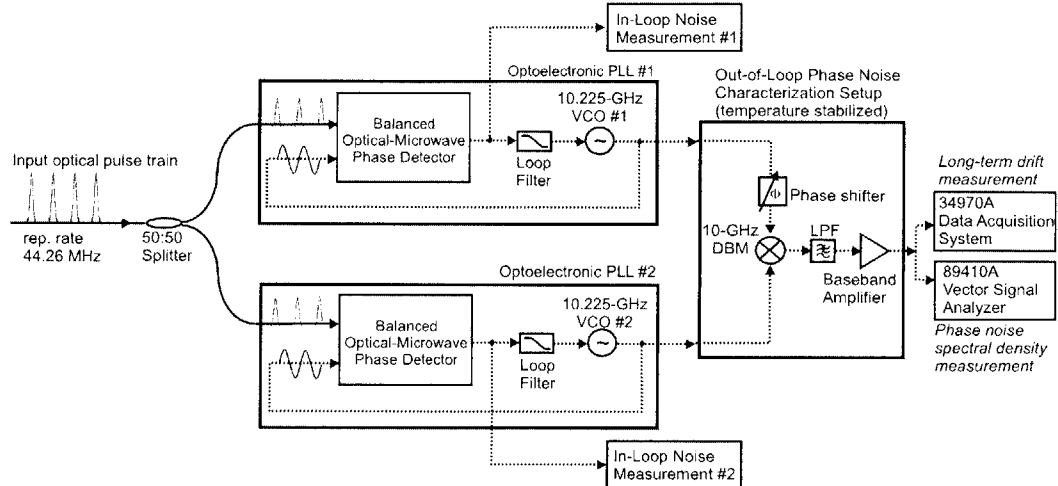 In-Loop Noise
Measurement #1
Optoelectronic PLL #1
Out-of-Loop Phase Noise
Characterization Setup
(temperature stabilized)
10.225-GHz
VCO #1
Balanced
Optical-Microwave
Phase Detector
~
Loop
Filter
Input optical pulse train
rep. rate
44.26 MHz
50:50
Splitter
Φ
Phase shifter
10-GHz
DBM
LPF
Baseband
Amplifier
Long-term drift
measurement
34970A
Data Acquisition
System
89410A
Vector Signal
Analyzer
Phase noise
spectral density
measurement
Optoelectronic PLL #2
10.225-GHz
VCO #2
Balanced
Optical-Microwave
Phase Detector
~
Loop
Filter
In-Loop Noise
Measurement #2